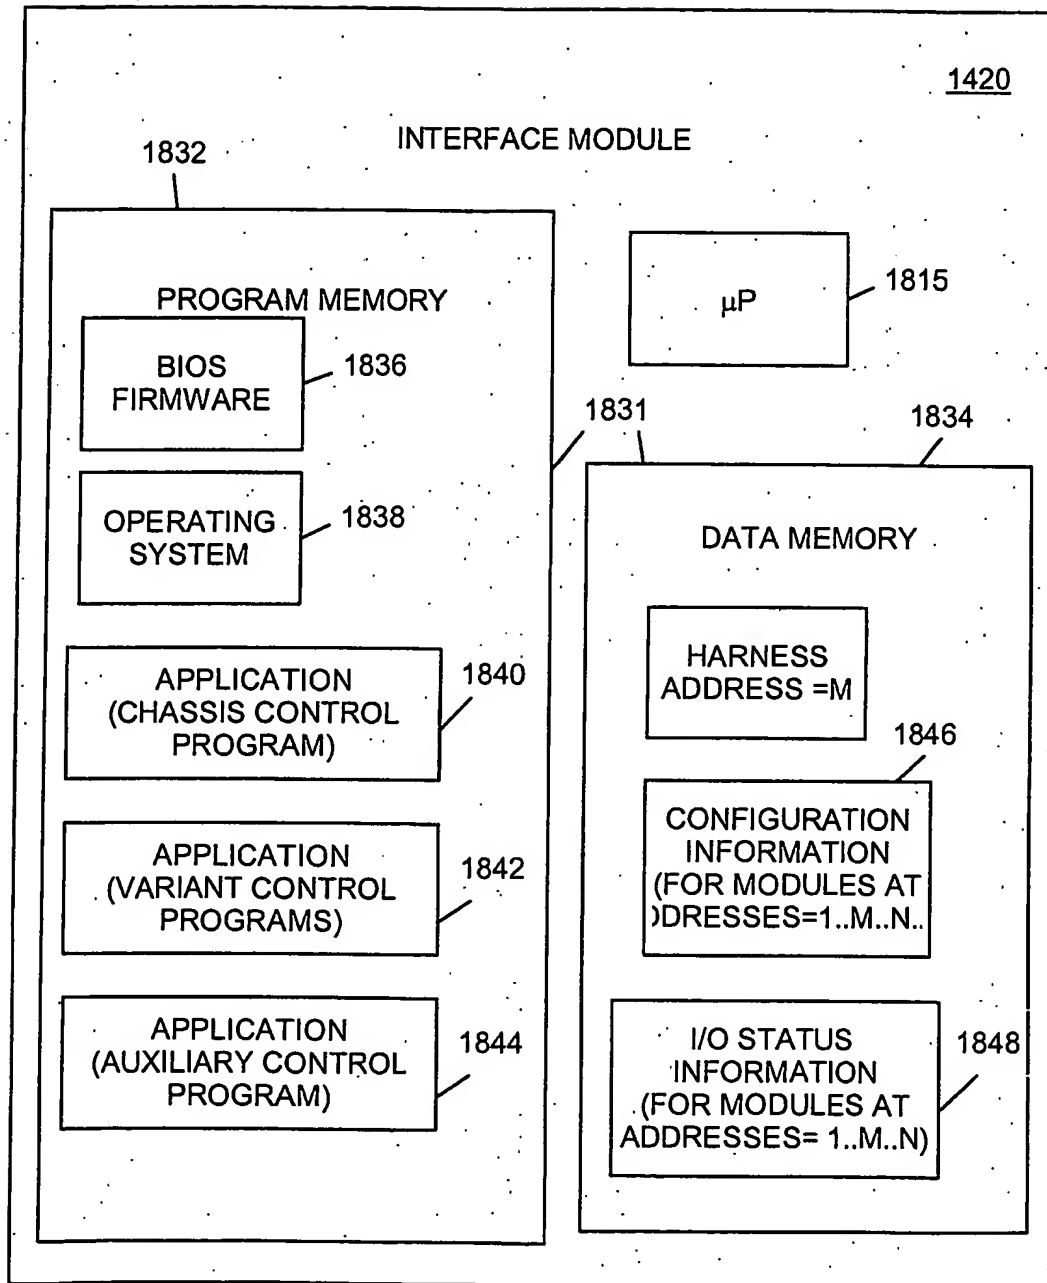 1420
INTERFACE MODULE
1832
PROGRAM MEMORY
BIOS
FIRMWARE
1836
OPERATING
SYSTEM
1838
APPLICATION
(CHASSIS CONTROL
PROGRAM)
1840
APPLICATION
(VARIANT CONTROL
PROGRAMS)
1842
APPLICATION
(AUXILIARY CONTROL
PROGRAM)
1844
µP
1815
1831
1834
DATA MEMORY
HARNESS
ADDRESS =M
1846
CONFIGURATION
INFORMATION
(FOR MODULES AT
DDRESSES=1..M..N..
I/O STATUS
INFORMATION
(FOR MODULES AT
ADDRESSES= 1..M..N)
1848